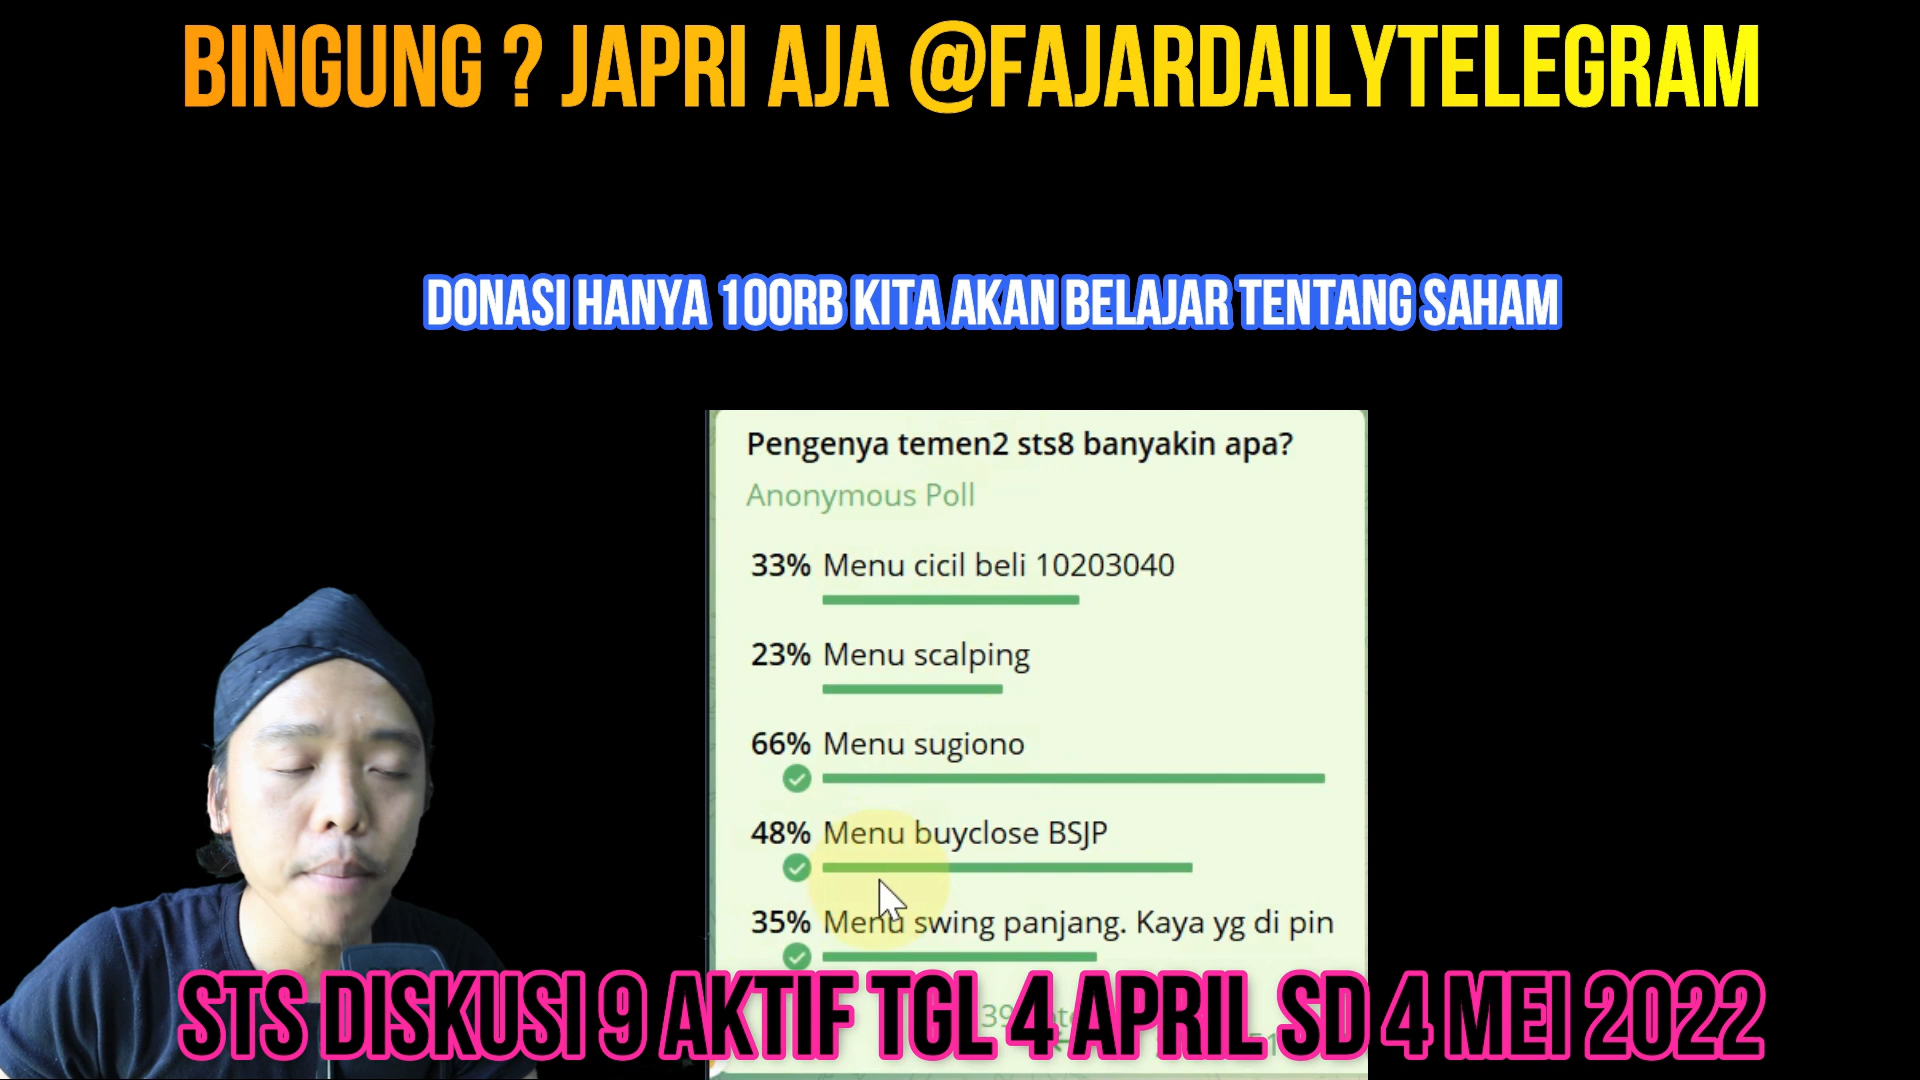 BINGUNG ? JAPRI AJA @FAJARDAILYTELEGRAM
DONASI HANYA 100RB KITA AKAN BELAJAR TENTANG SAHAM
Pengenya temen2 sts8 banyakin apa?
Anonymous Poll
33% Menu cicil beli 10203040
23% Menu scalping
66% Menu sugiono
48% Menu buyclose BSJP
35% Menu swing panjang. Kaya yg di pin
STS DISKUSI 9 AKTIF TGL 4 APRIL SD 4 MEI 2022